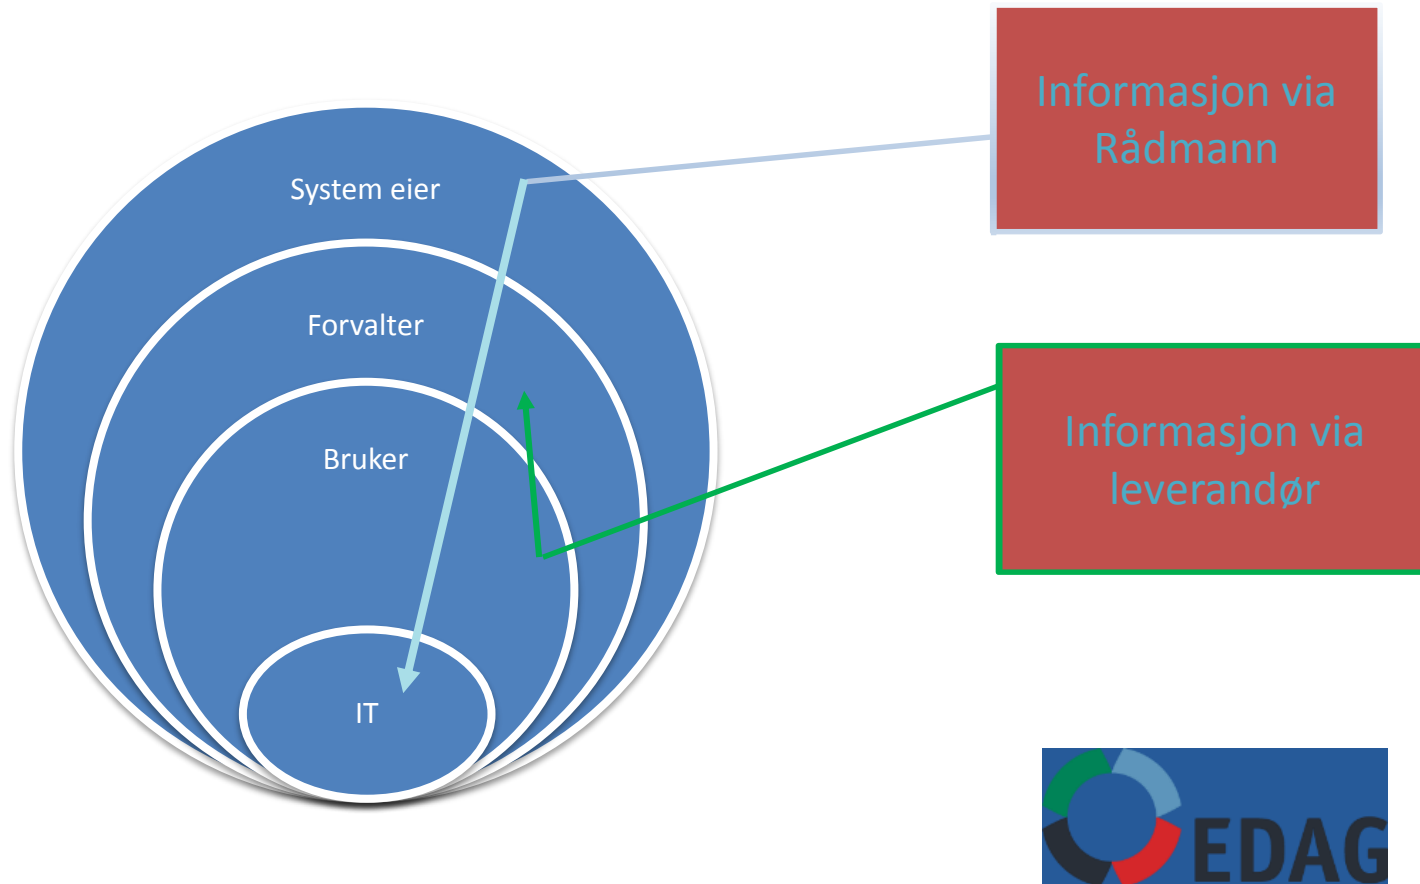 Informasjon via
Rådmann
System eier
Forvalter
Informasjon via
leverandør
Bruker
IT
EDAG